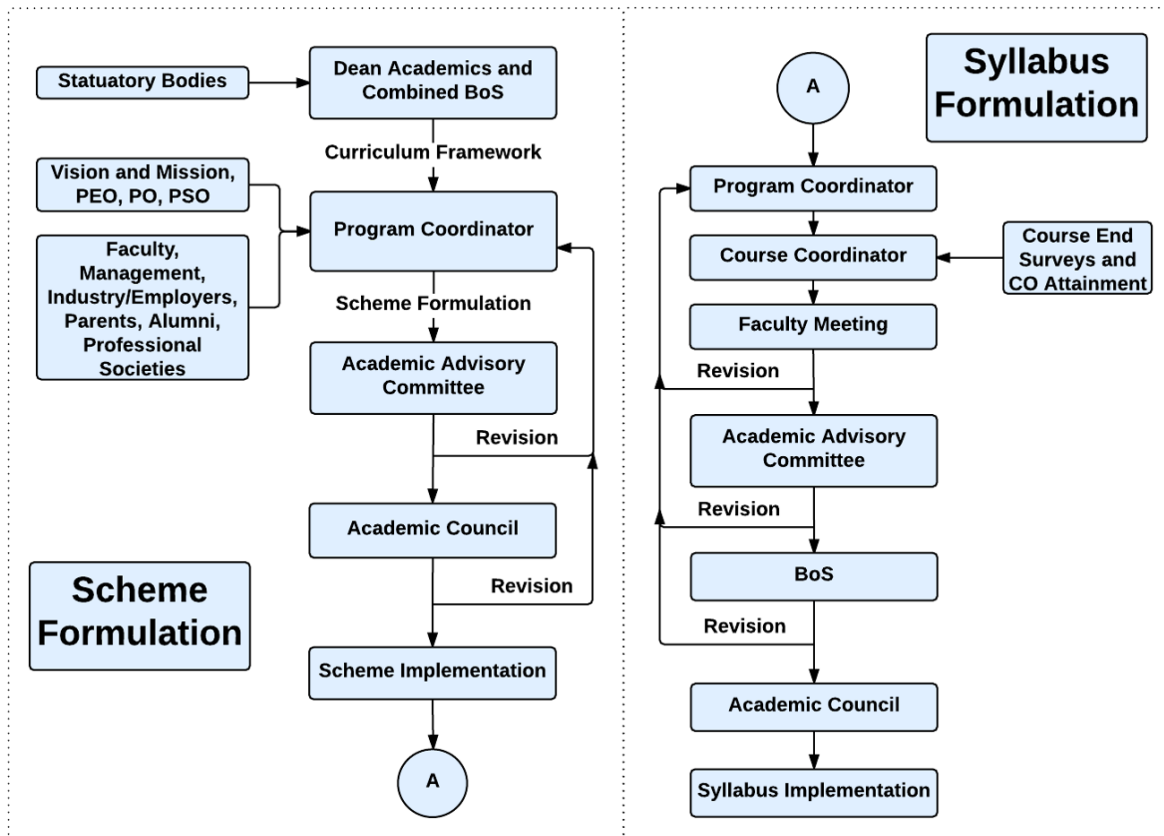 Statuatory Bodies
Dean Academics and
Combined BoS
Curriculum Framework
Vision and Mission,
PEO, PO, PSO
Faculty,
Management,
Industry/Employers,
Parents, Alumni,
Professional
Societies
Program Coordinator
Scheme Formulation
Academic Advisory
Committee
Revision
Academic Council
Revision
Scheme
Formulation
Scheme Implementation
A
Syllabus
Formulation
A
Program Coordinator
Course Coordinator
Course End
Surveys and
CO Attainment
Faculty Meeting
Revision
Academic Advisory
Committee
Revision
BoS
Revision
Academic Council
Syllabus Implementation